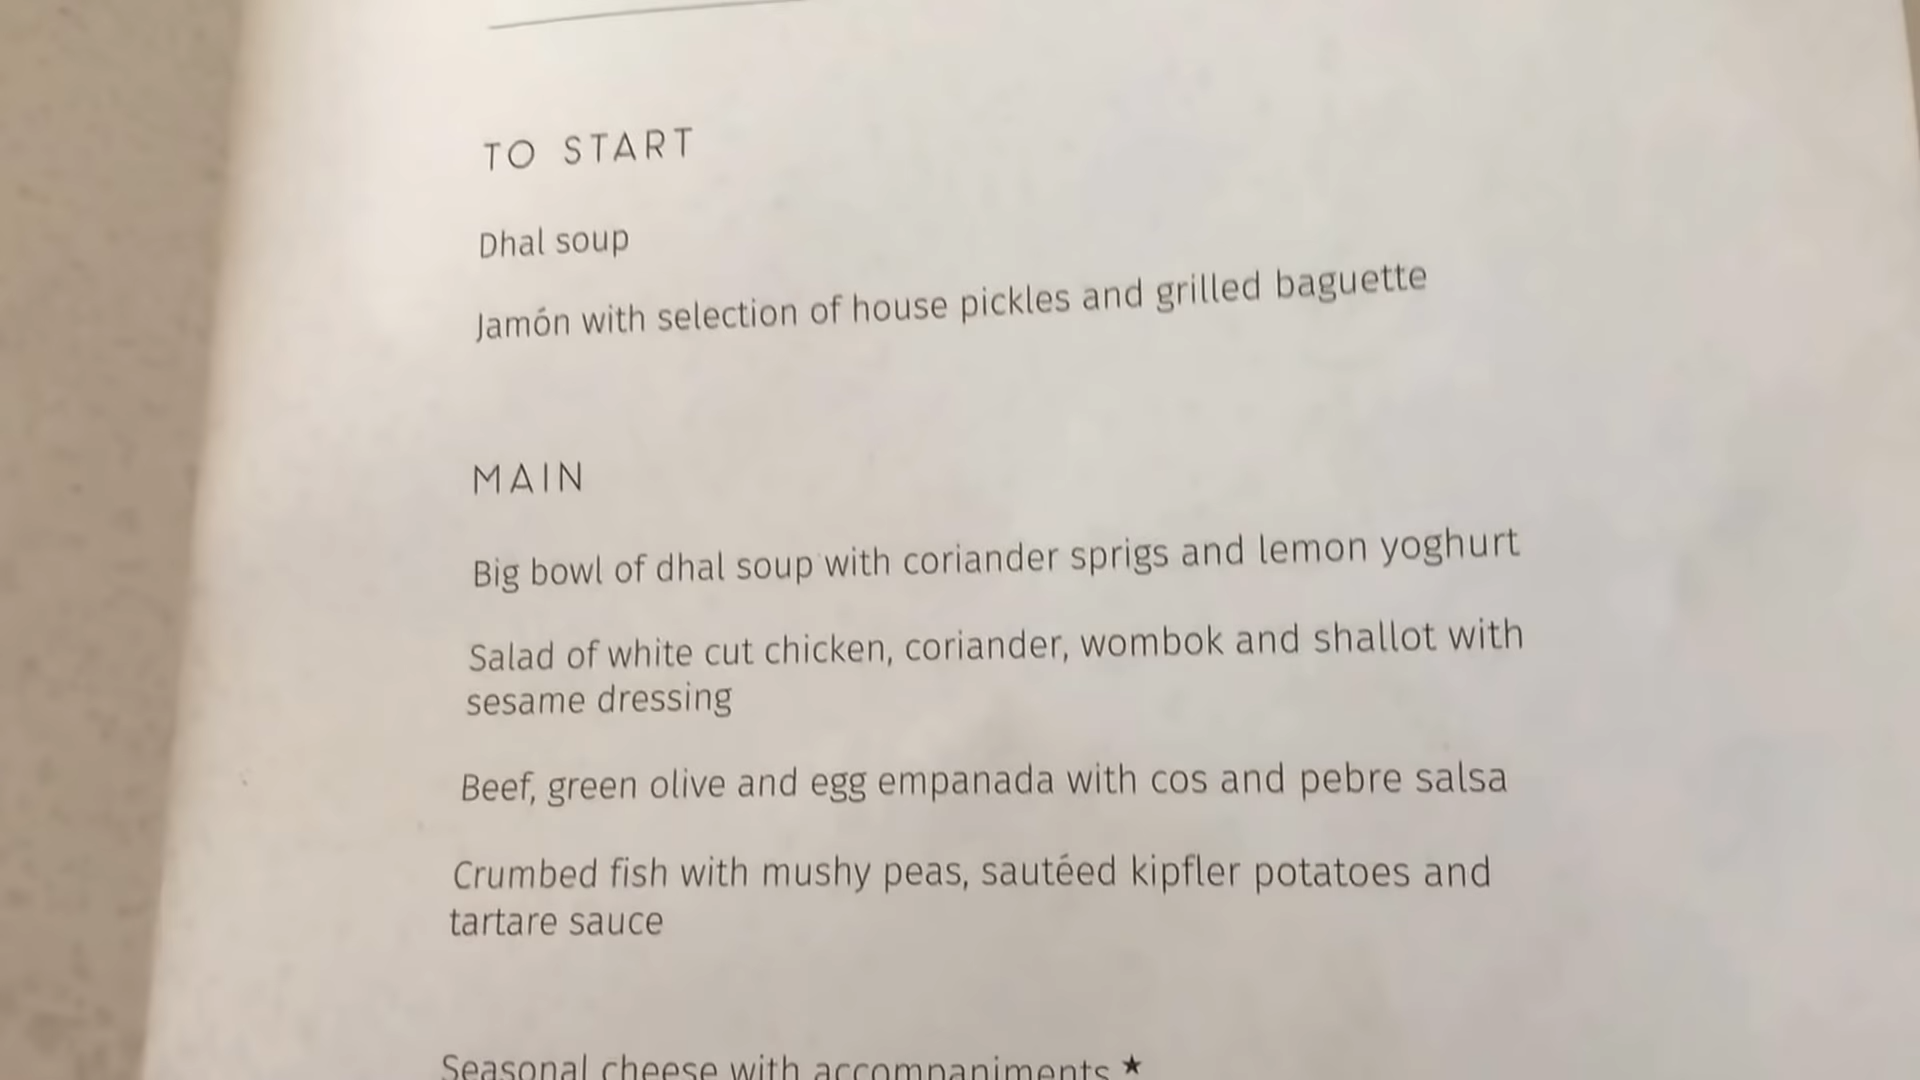 TO START
Dhal soup
Jamón with selection of house pickles and grilled baguette
MAIN
Big bowl of dhal soup with coriander sprigs and lemon yoghurt
Salad of white cut chicken, coriander, wombok and shallot with
sesame dressing
Beef, green olive and egg empanada with cos and pebre salsa
Crumbed fish with mushy peas, sautéed kipfler potatoes and
tartare sauce
Seasonal cheese with accompaniments ★